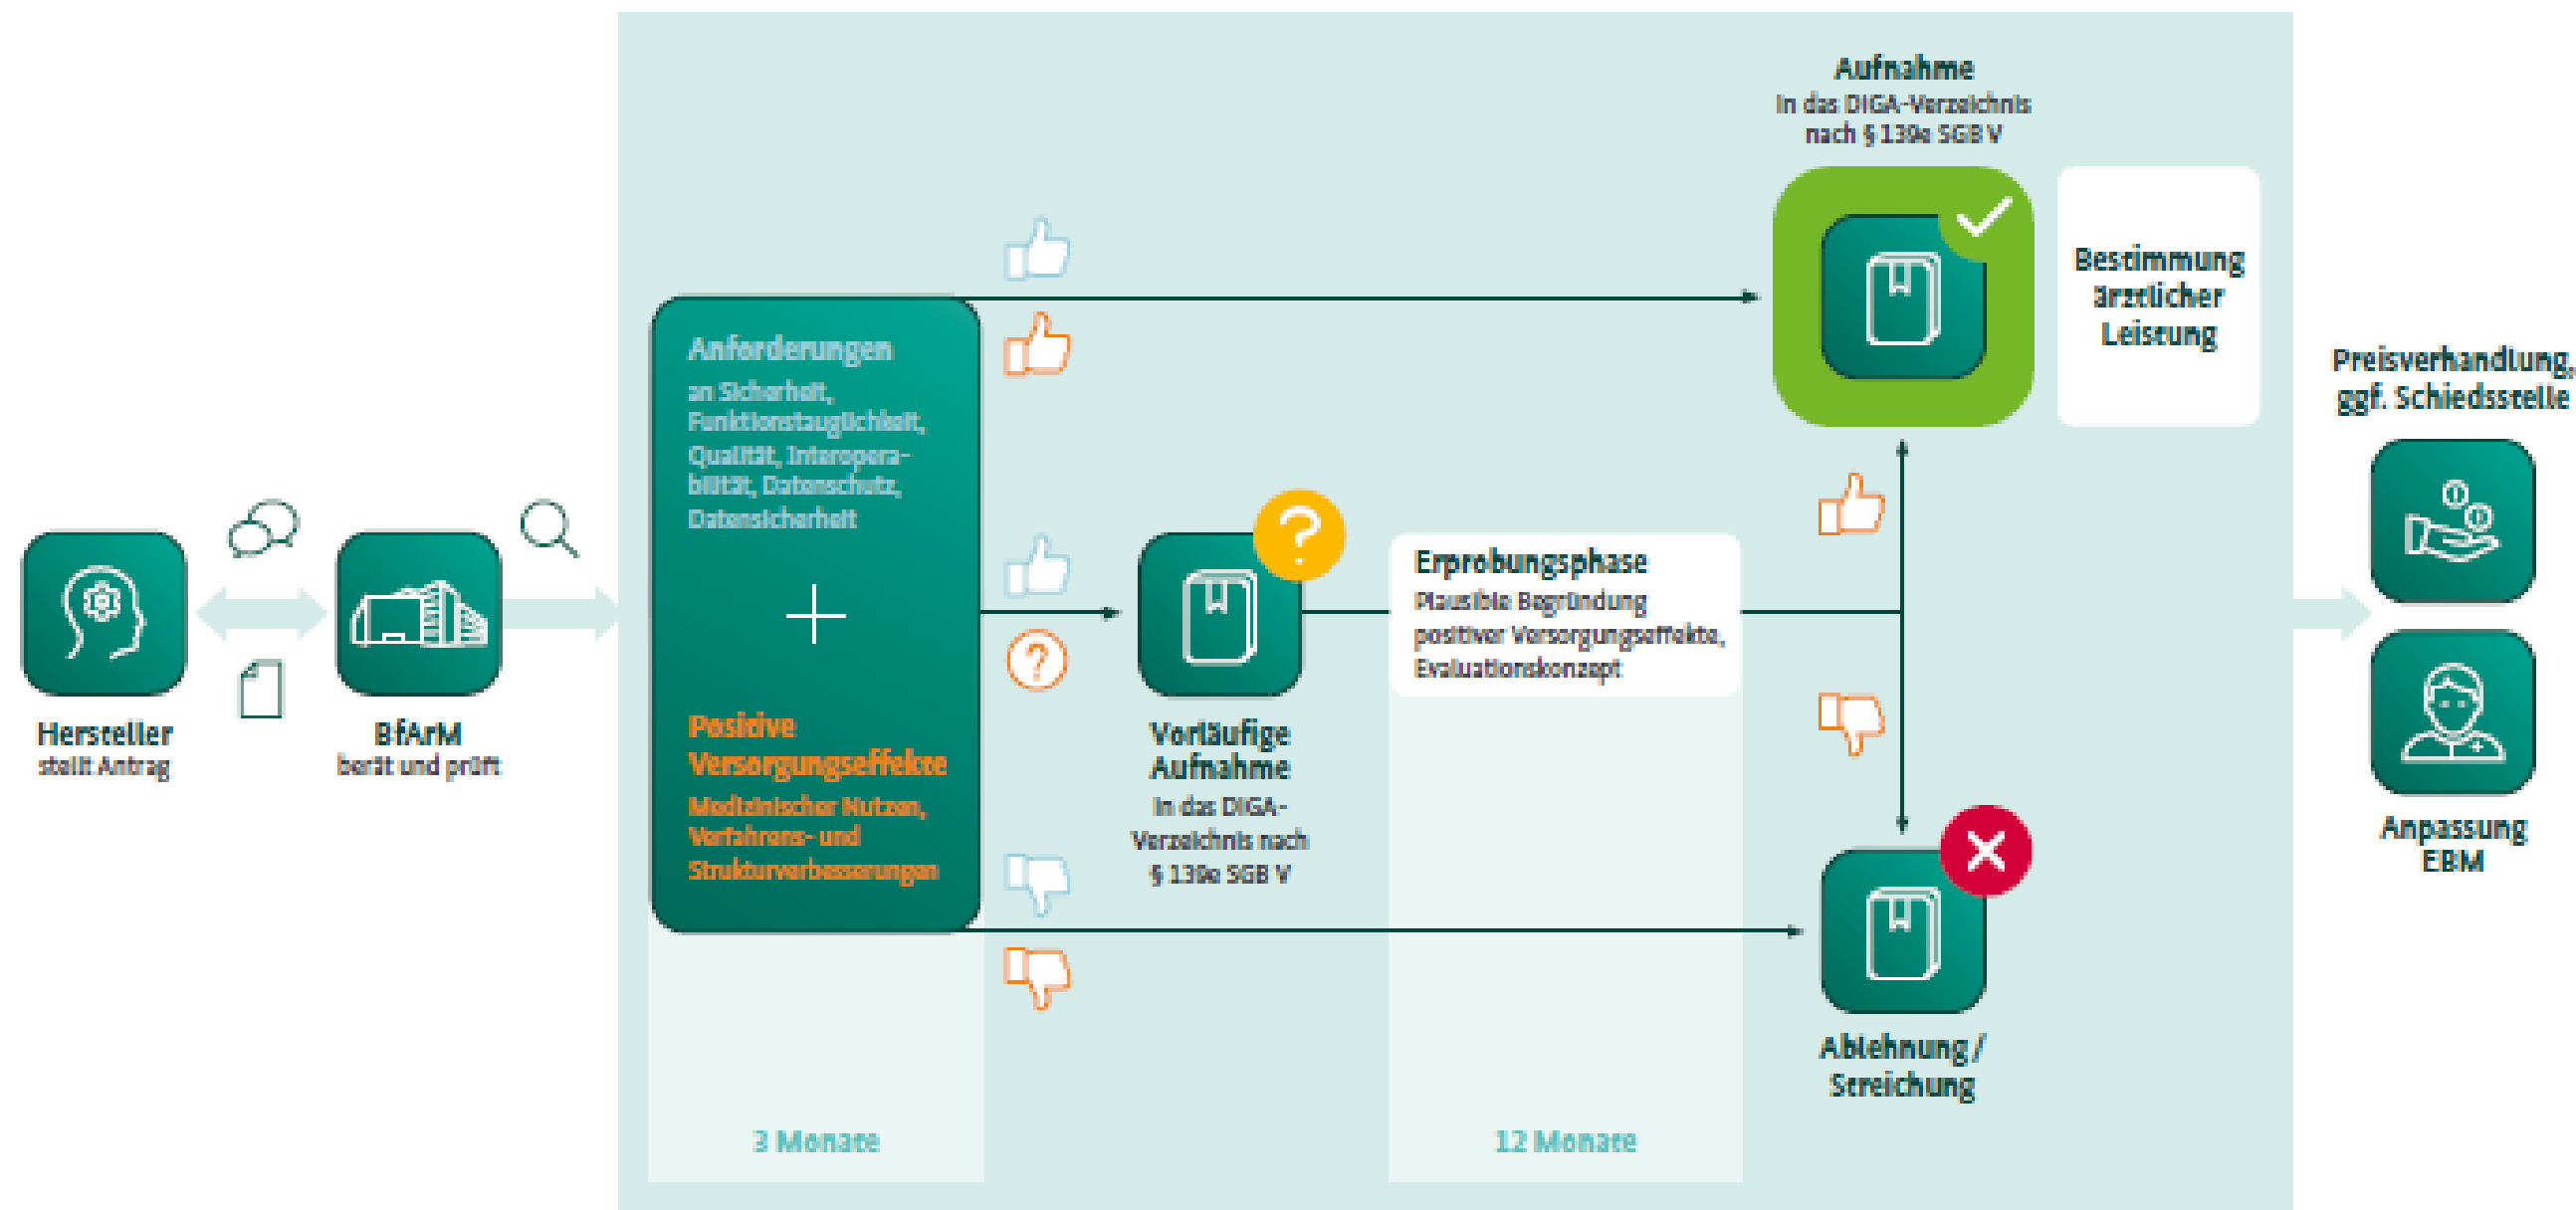 Hersteller
stellt Antrag
BfArM
berät und prüft
Anforderungen
an Sicherheit,
Funktionstauglichkeit,
Qualität, Interopera-
bilität, Datenschutz,
Datensicherheit
Positive
Versorgungseffekte
Medizinischer Nutzen,
Verfahrens- und
Strukturverbesserungen
3 Monate
Vorläufige
Aufnahme
in das DIGA-
Verzeichnis nach
§ 139e SGB V
Erprobungsphase
Plausible Begründung
positiver Versorgungseffekte,
Evaluationskonzept
12 Monate
Aufnahme
in das DIGA-Verzeichnis
nach § 139e SGB V
Bestimmung
ärztlicher
Leistung
Ablehnung/
Streichung
Preisverhandlung,
ggf. Schiedsstelle
Anpassung
EBM